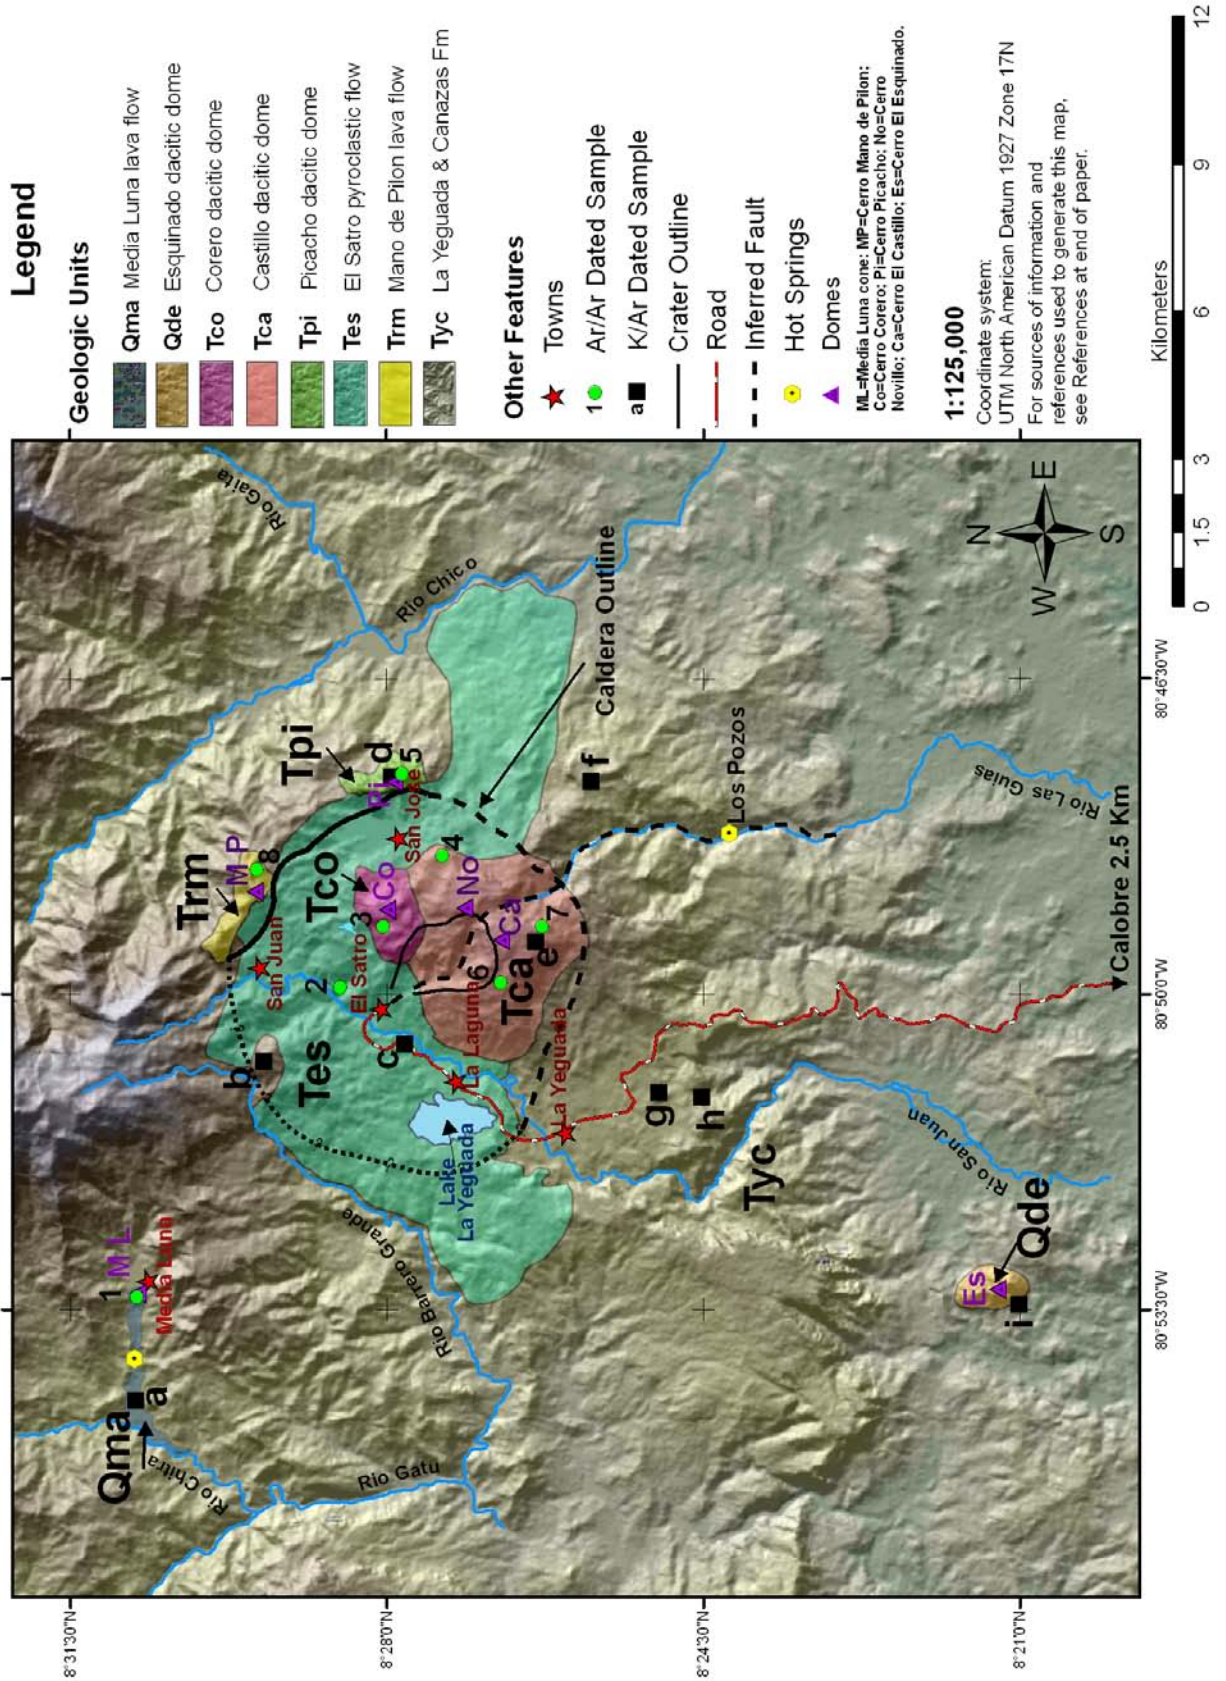 Legend
Geologic Units
Qma Media Luna lava flow
Qde Esquinado dacitic dome
Tco Corero dacitic dome
Tca Castillo dacitic dome
Tpi Picacho dacitic dome
Tes El Satro pyroclastic flow
Trm Mano de Pilon lava flow
Tyc La Yeguada & Canazas Fm
Other Features
Towns
1 Ar/Ar Dated Sample
a K/Ar Dated Sample
Crater Outline
Road
Inferred Fault
Hot Springs
Domes
ML=Media Luna cone; MP=Cerro Mano de Pilon;
Co=Cerro Corero; Pi=Cerro Picacho; No=Cerro
Novillo; Ca=Cerro El Castillo; Es=Cerro El Esquinado.
1:125,000
Coordinate system:
UTM North American Datum 1927 Zone 17N
For sources of information and
references used to generate this map,
see References at end of paper.
Kilometers
0 1.5 3 6 9 12
8°31'30"N
8°28'0"N
8°24'30"N
8°21'0"N
80°53'30"W
80°50'0"W
80°46'30"W
Qma
a
1
M L
Media Luna
Rio Chitra
Rio Gatu
Rio Barrero Grande
b
Tes
2
San Juan
Trm
M P
8
Tco
Co
3
El Satro
c
La Laguna
Lake
La Yeguada
La Yeguada
6
Tca
Ca
e
7
No
4
San Jose
Pi
d
5
Tpi
Rio Gaita
Rio Chico
Caldera Outline
f
Los Pozos
Rio Las Guias
g
h
Tyc
Rio San Juan
Qde
Es
i
Calobre 2.5 Km
N
W E
S